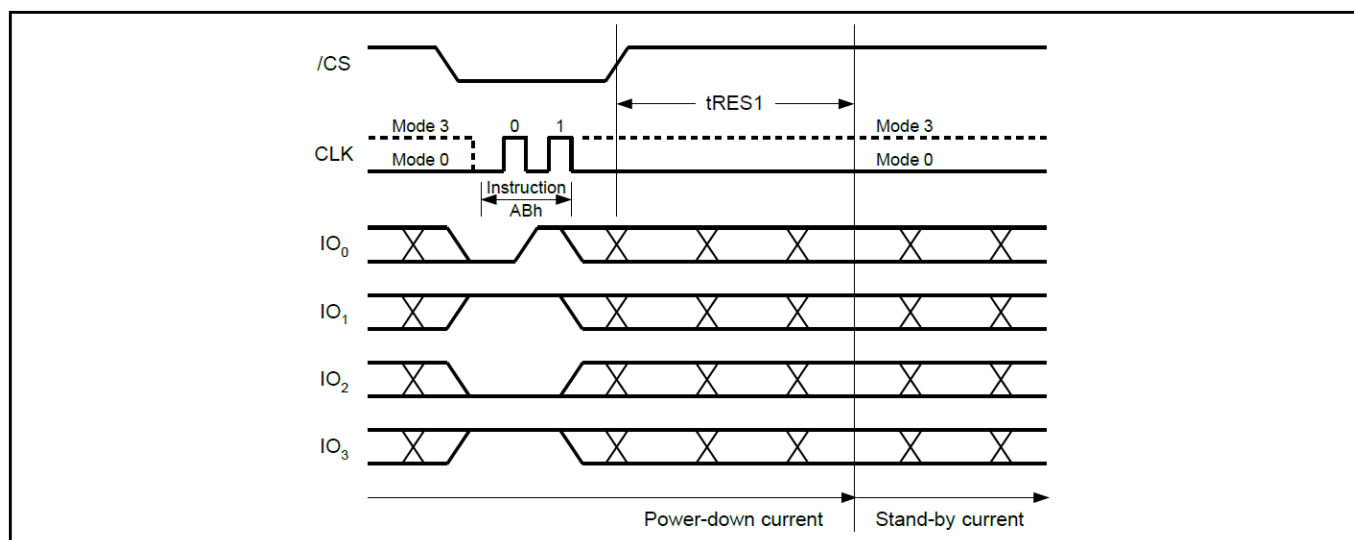 /CS
tRES1
Mode 3 0 1 Mode 3
CLK
Mode 0 Mode 0
Instruction
ABh
IO0
IO1
IO2
IO3
Power-down current Stand-by current